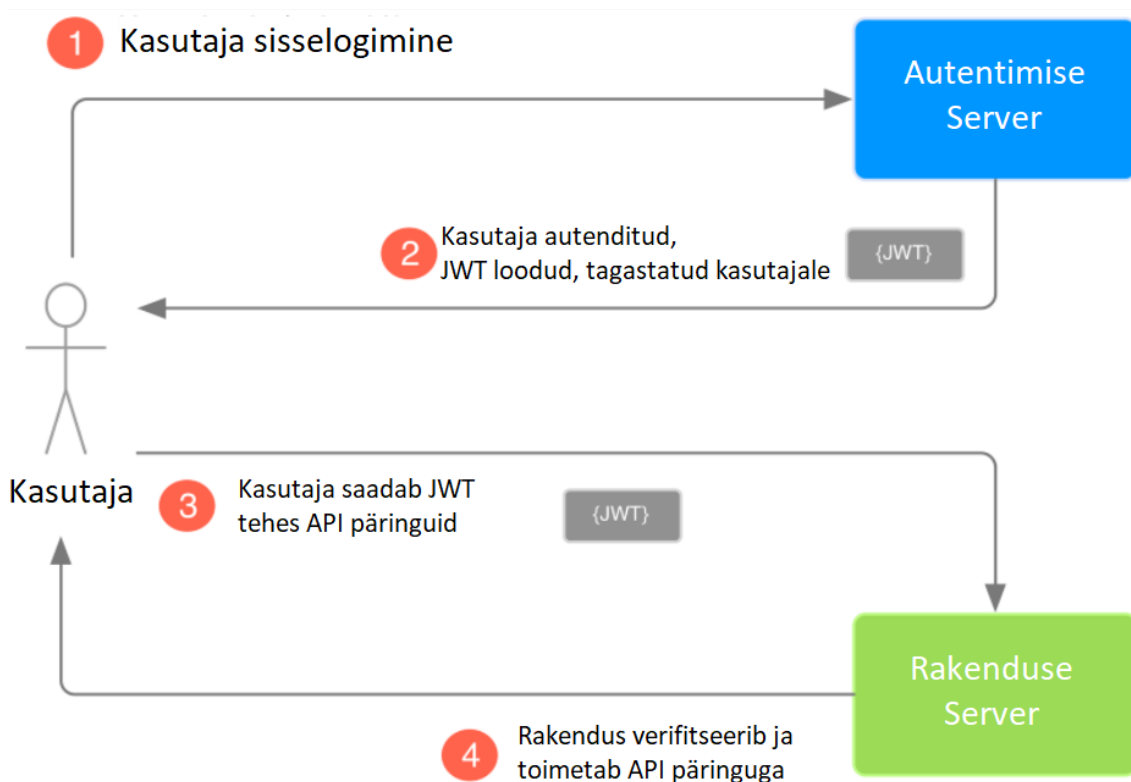 1 Kasutaja sisselogimine
Autentimise
Server
2 Kasutaja autenditud,
JWT loodud, tagastatud kasutajale
{JWT}
Kasutaja
3 Kasutaja saadab JWT
tehes API päringuid
{JWT}
Rakenduse
Server
4 Rakendus verifitseerib ja
toimetab API päringuga